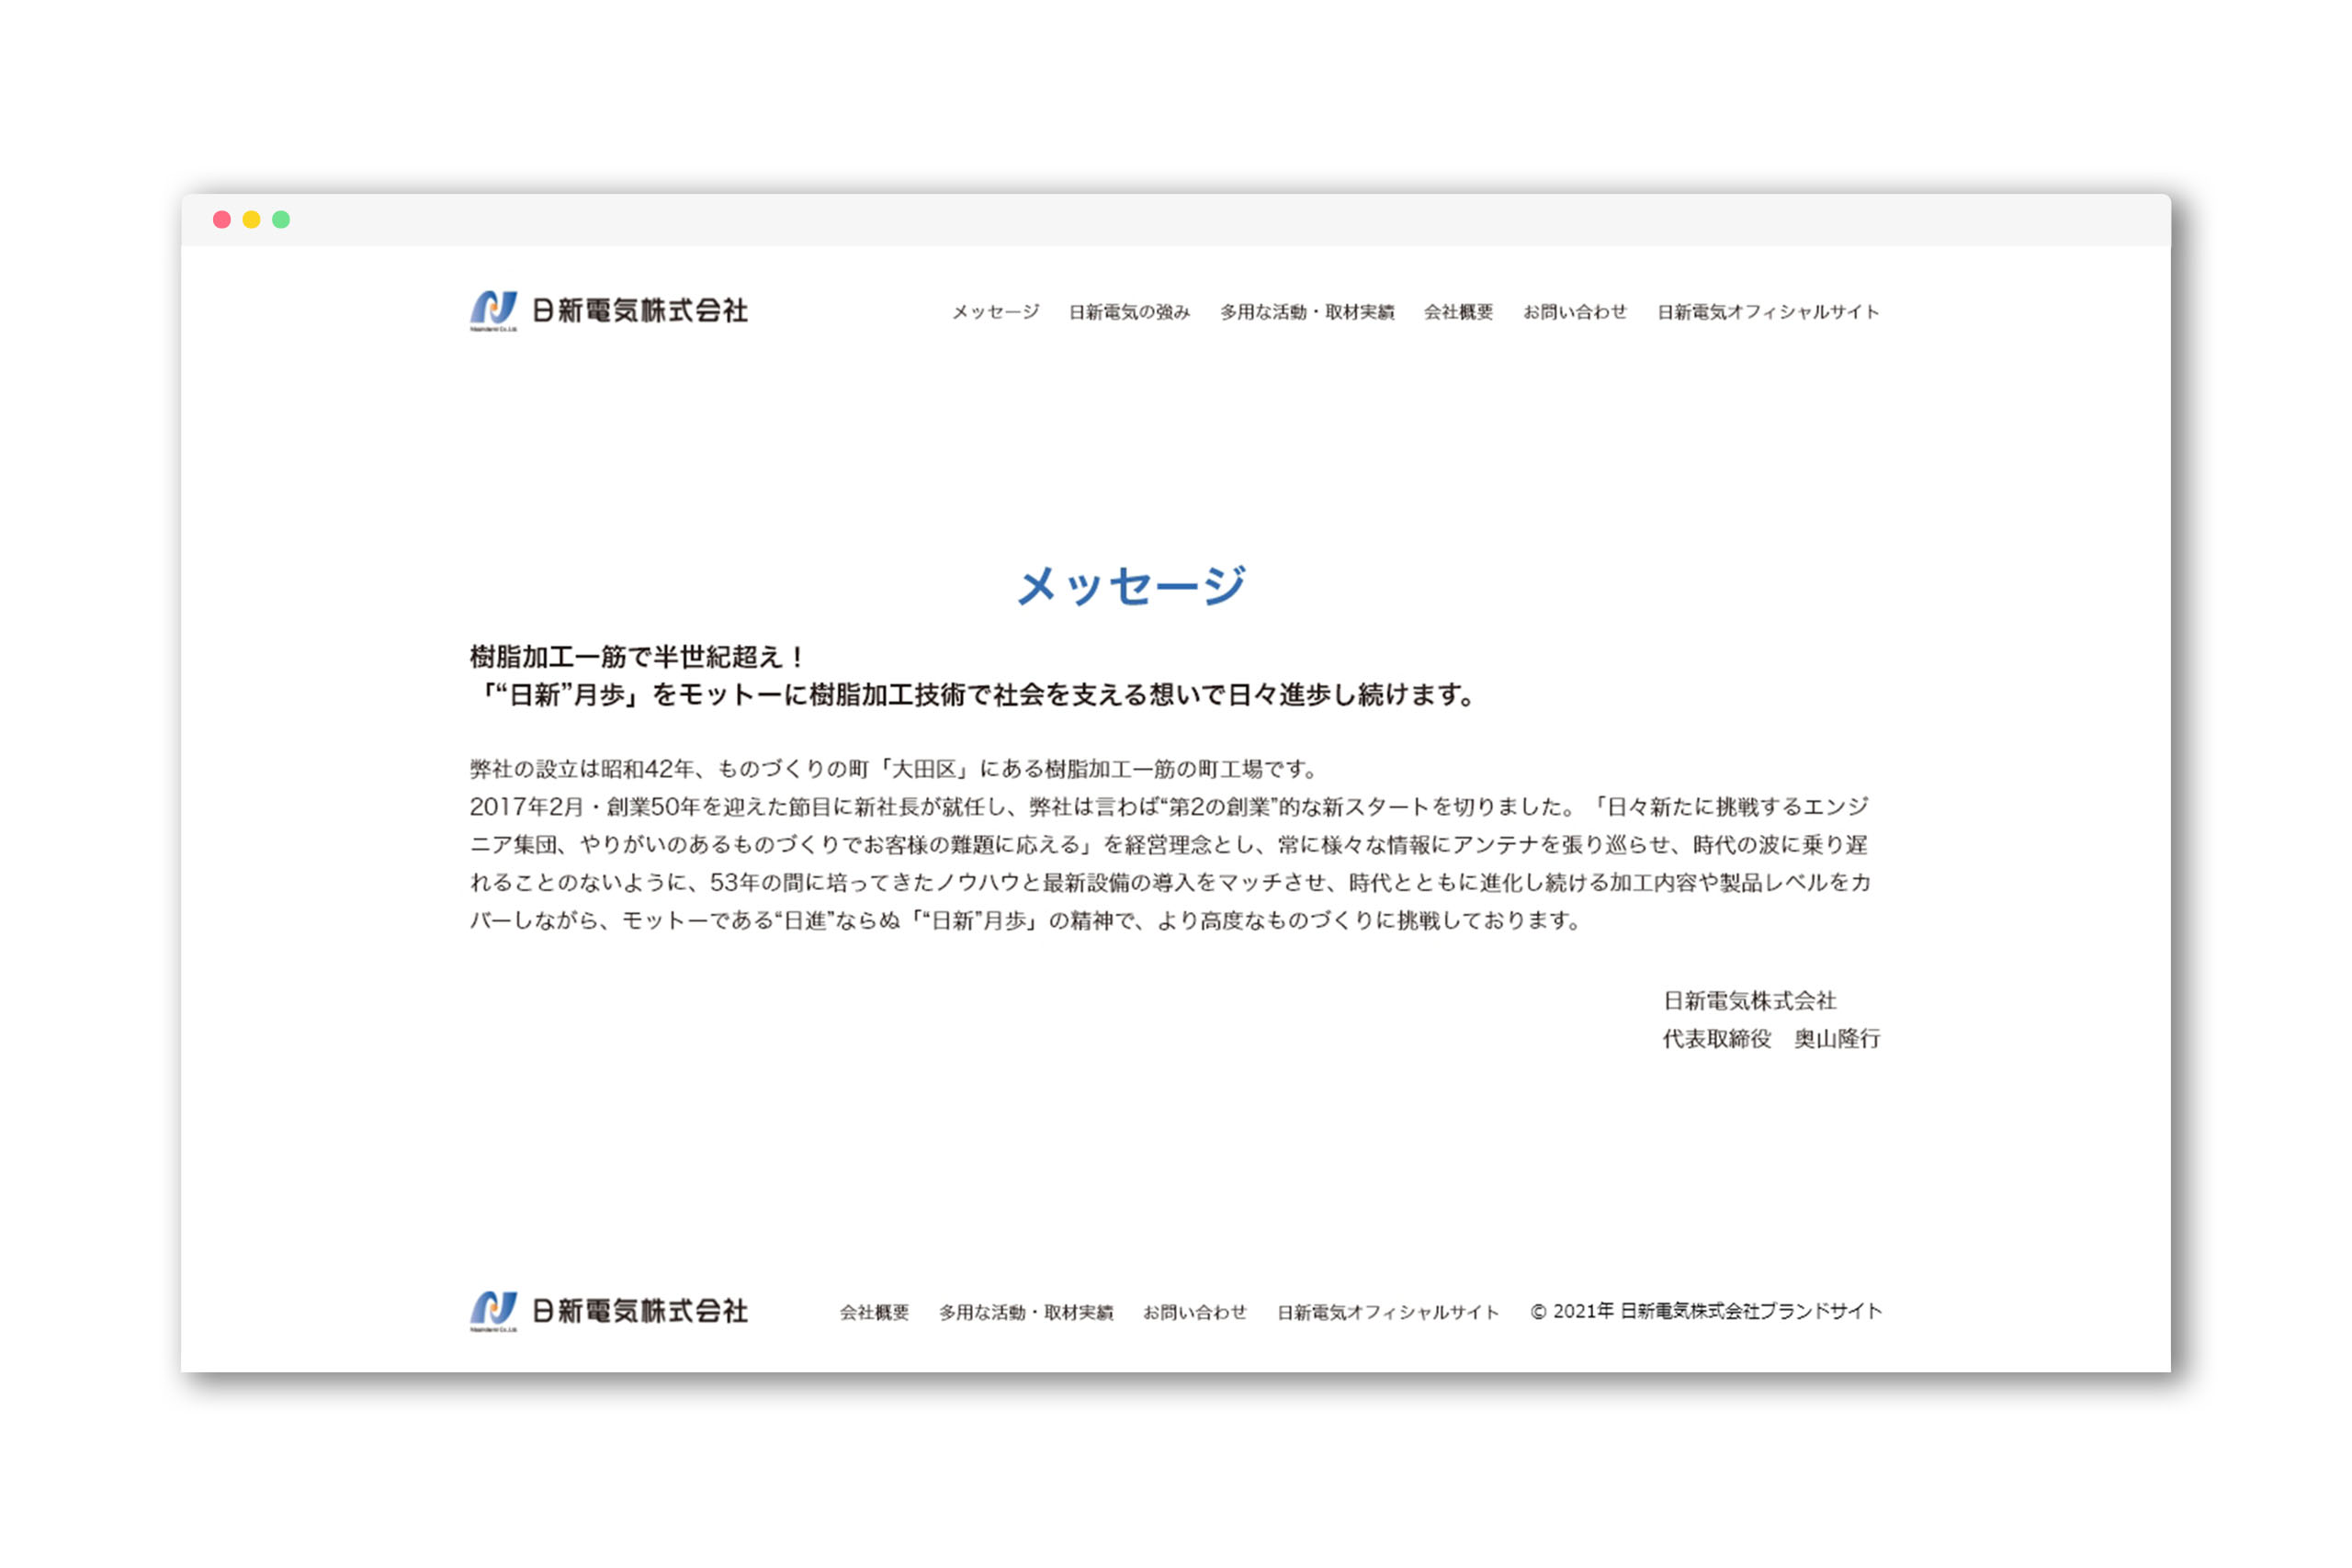 日新電気株式会社
メッセージ 日新電気の強み 多用な活動・取材実績 会社概要 お問い合わせ 日新電気オフィシャルサイト
メッセージ
樹脂加工一筋で半世紀超え！
「“日新”月歩」をモットーに樹脂加工技術で社会を支える想いで日々進歩し続けます。
弊社の設立は昭和42年、ものづくりの町「大田区」にある樹脂加工一筋の町工場です。
2017年2月・創業50年を迎えた節目に新社長が就任し、弊社は言わば“第2の創業”的な新スタートを切りました。「日々新たに挑戦するエンジ
ニア集団、やりがいのあるものづくりでお客様の難題に応える」を経営理念とし、常に様々な情報にアンテナを張り巡らせ、時代の波に乗り遅
れることのないように、53年の間に培ってきたノウハウと最新設備の導入をマッチさせ、時代とともに進化し続ける加工内容や製品レベルをカ
バーしながら、モットーである“日進”ならぬ「“日新”月歩」の精神で、より高度なものづくりに挑戦しております。
日新電気株式会社
代表取締役　奥山隆行
日新電気株式会社
会社概要 多用な活動・取材実績 お問い合わせ 日新電気オフィシャルサイト © 2021年 日新電気株式会社ブランドサイト